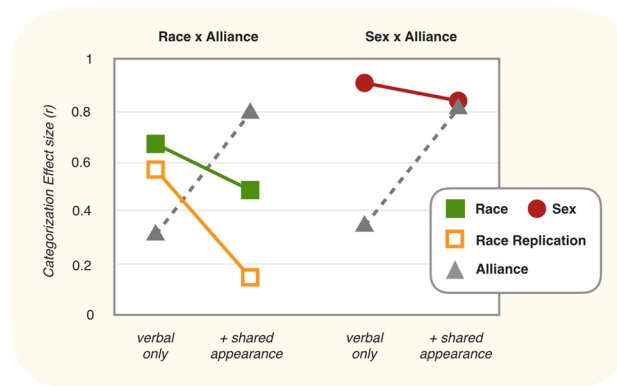 Race x Alliance
Sex x Alliance
Categorization Effect size (r)
1
0.8
0.6
0.4
0.2
0
verbal
only
+ shared
appearance
verbal
only
+ shared
appearance
Race
Sex
Race Replication
Alliance